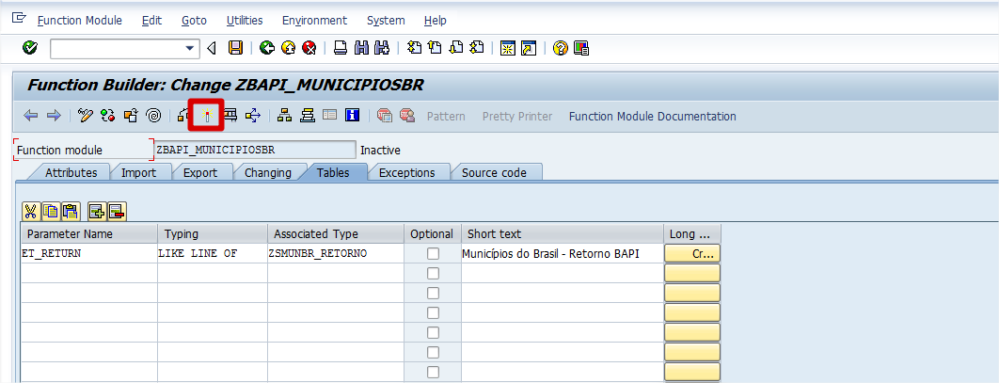 Function Module Edit Goto Utilities Environment System Help
Function Builder: Change ZBAPI_MUNICIPIOSBR
Pattern Pretty Printer Function Module Documentation
Function module ZBAPI_MUNICIPIOSBR Inactive
Attributes Import Export Changing Tables Exceptions Source code
Parameter Name Typing Associated Type Optional Short text Long ...
ET_RETURN LIKE LINE OF ZSMUNBR_RETORNO Municípios do Brasil - Retorno BAPI Cr...